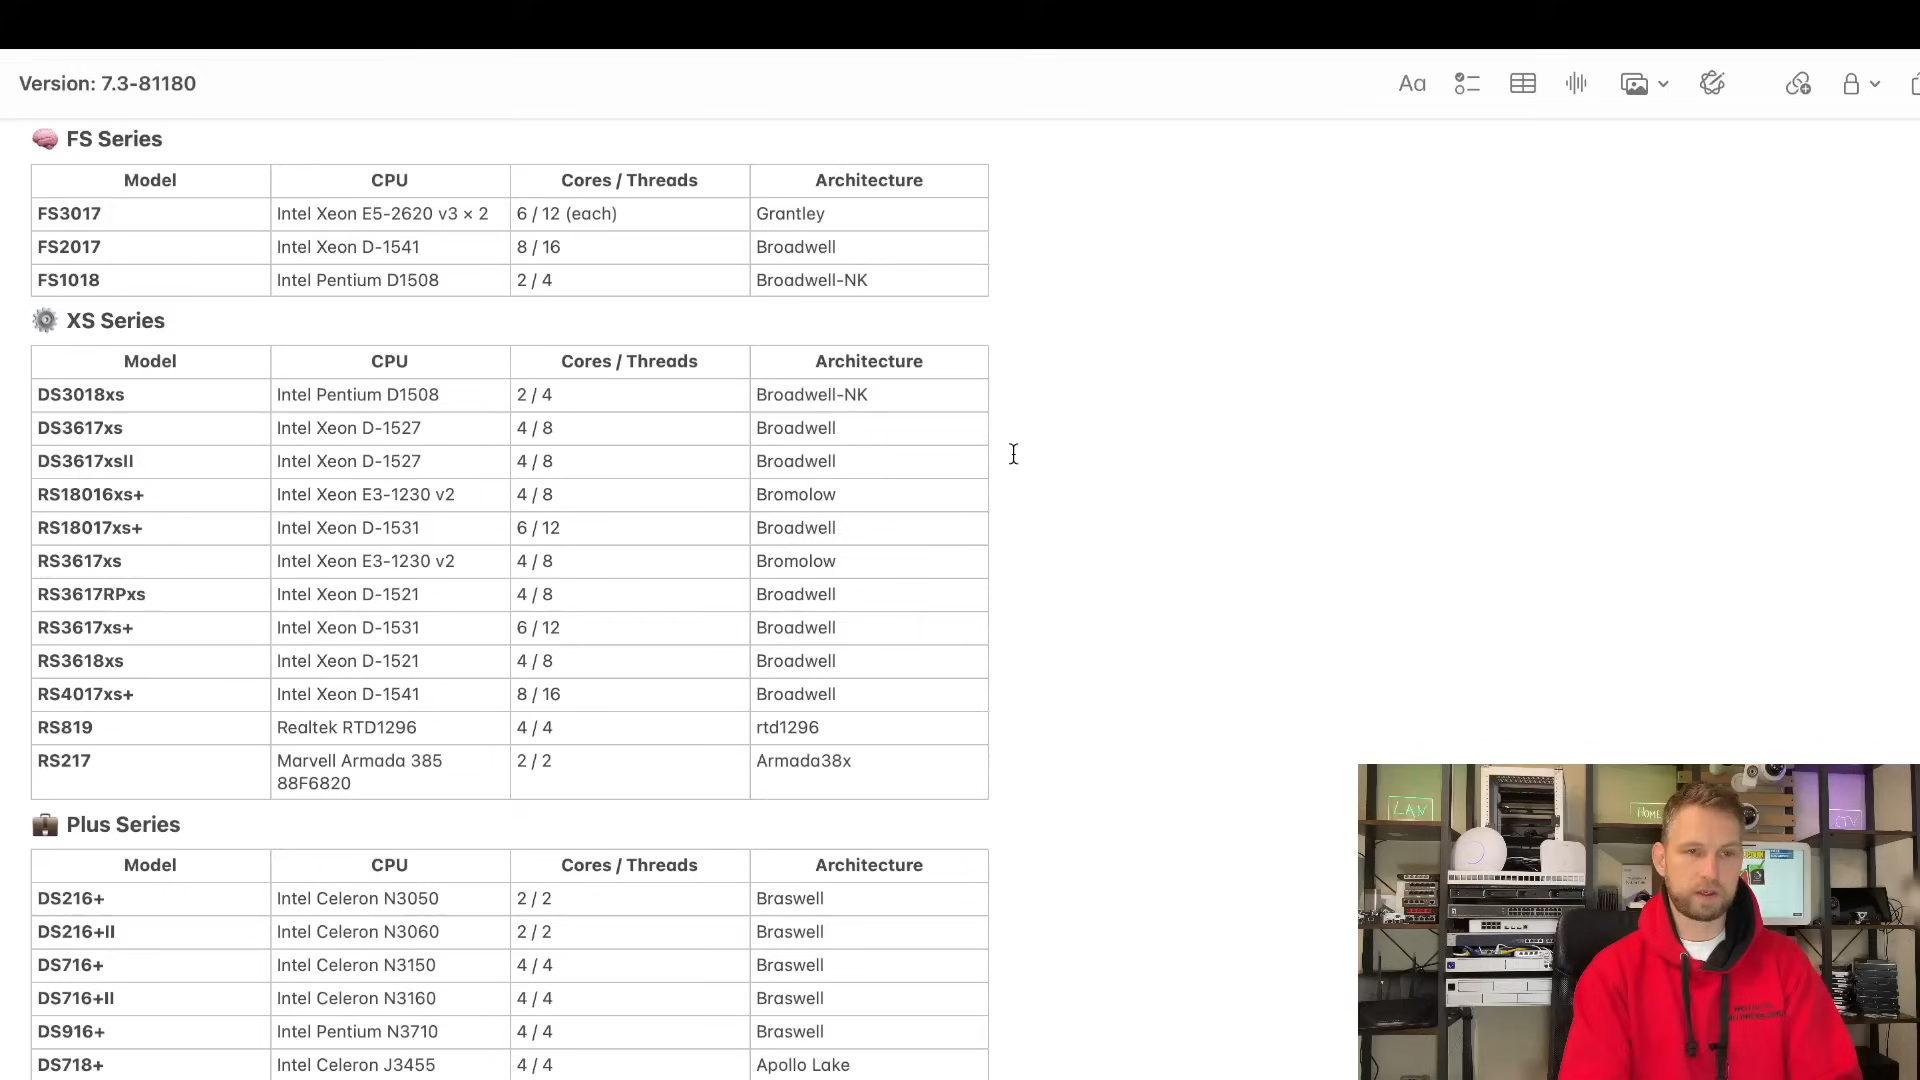 Version: 7.3-81180
Aa
🧠 FS Series
Model CPU Cores / Threads Architecture
FS3017 Intel Xeon E5-2620 v3 × 2 6 / 12 (each) Grantley
FS2017 Intel Xeon D-1541 8 / 16 Broadwell
FS1018 Intel Pentium D1508 2 / 4 Broadwell-NK
⚙️ XS Series
Model CPU Cores / Threads Architecture
DS3018xs Intel Pentium D1508 2 / 4 Broadwell-NK
DS3617xs Intel Xeon D-1527 4 / 8 Broadwell
DS3617xsII Intel Xeon D-1527 4 / 8 Broadwell
RS18016xs+ Intel Xeon E3-1230 v2 4 / 8 Bromolow
RS18017xs+ Intel Xeon D-1531 6 / 12 Broadwell
RS3617xs Intel Xeon E3-1230 v2 4 / 8 Bromolow
RS3617RPxs Intel Xeon D-1521 4 / 8 Broadwell
RS3617xs+ Intel Xeon D-1531 6 / 12 Broadwell
RS3618xs Intel Xeon D-1521 4 / 8 Broadwell
RS4017xs+ Intel Xeon D-1541 8 / 16 Broadwell
RS819 Realtek RTD1296 4 / 4 rtd1296
RS217 Marvell Armada 385 2 / 2 Armada38x
88F6820
💼 Plus Series
Model CPU Cores / Threads Architecture
DS216+ Intel Celeron N3050 2 / 2 Braswell
DS216+II Intel Celeron N3060 2 / 2 Braswell
DS716+ Intel Celeron N3150 4 / 4 Braswell
DS716+II Intel Celeron N3160 4 / 4 Braswell
DS916+ Intel Pentium N3710 4 / 4 Braswell
DS718+ Intel Celeron J3455 4 / 4 Apollo Lake
LAN
HOME